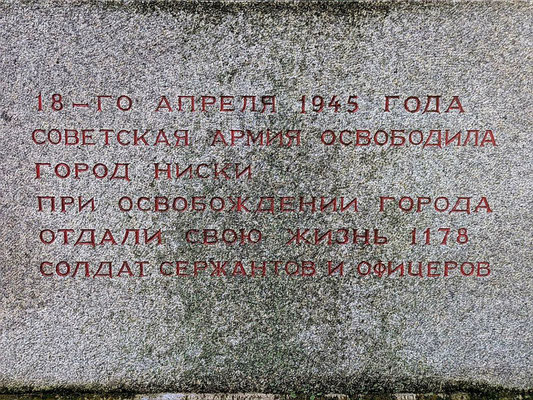 18–ГО АПРЕЛЯ 1945 ГОДА
СОВЕТСКАЯ АРМИЯ ОСВОБОДИЛА
ГОРОД НИСКИ
ПРИ ОСВОБОЖДЕНИИ ГОРОДА
ОТДАЛИ СВОЮ ЖИЗНЬ 1178
СОЛДАТ СЕРЖАНТОВ И ОФИЦЕРОВ